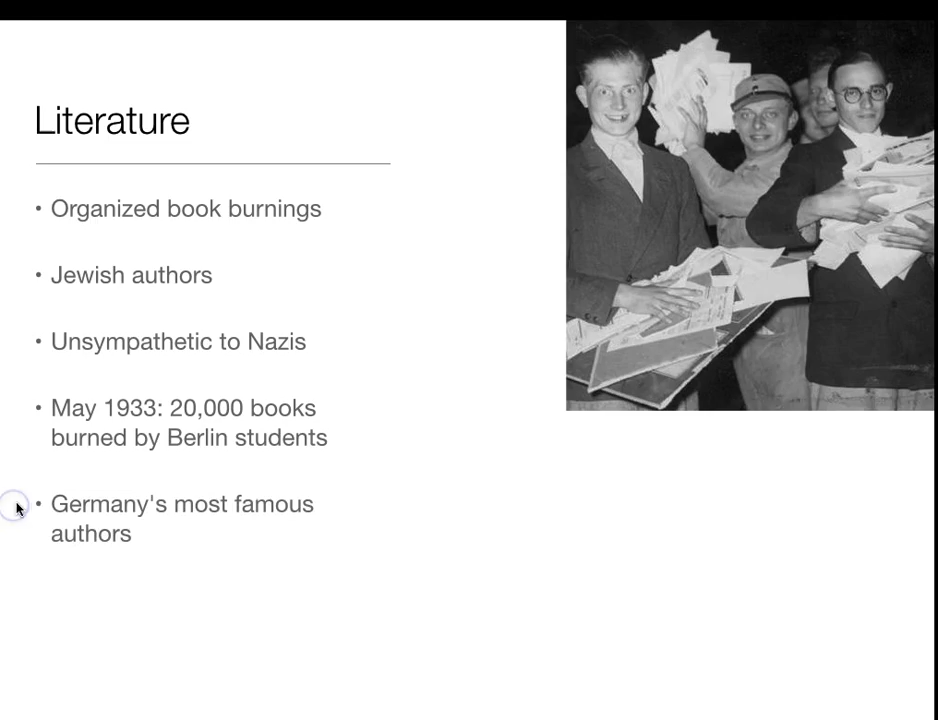 Literature
• Organized book burnings
• Jewish authors
• Unsympathetic to Nazis
• May 1933: 20,000 books
burned by Berlin students
• Germany's most famous
authors